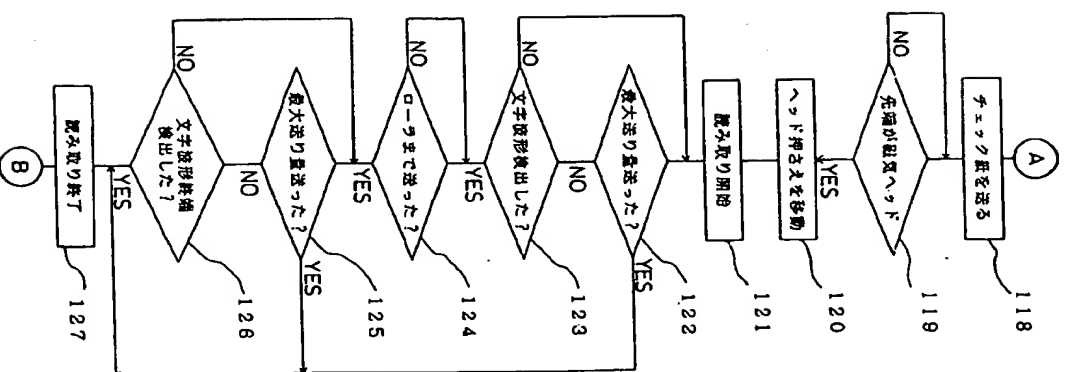 A
チェック紙を送る
118
先端が磁気ヘッド
119
NO
YES
ヘッド押さえを移動
120
読み取り開始
121
最大送り量送った?
122
YES
NO
文字波形検出した?
123
NO
YES
ローラまで送った?
124
NO
YES
最大送り量送った?
125
YES
NO
文字波形終端
検出した?
126
NO
YES
読み取り終了
127
B